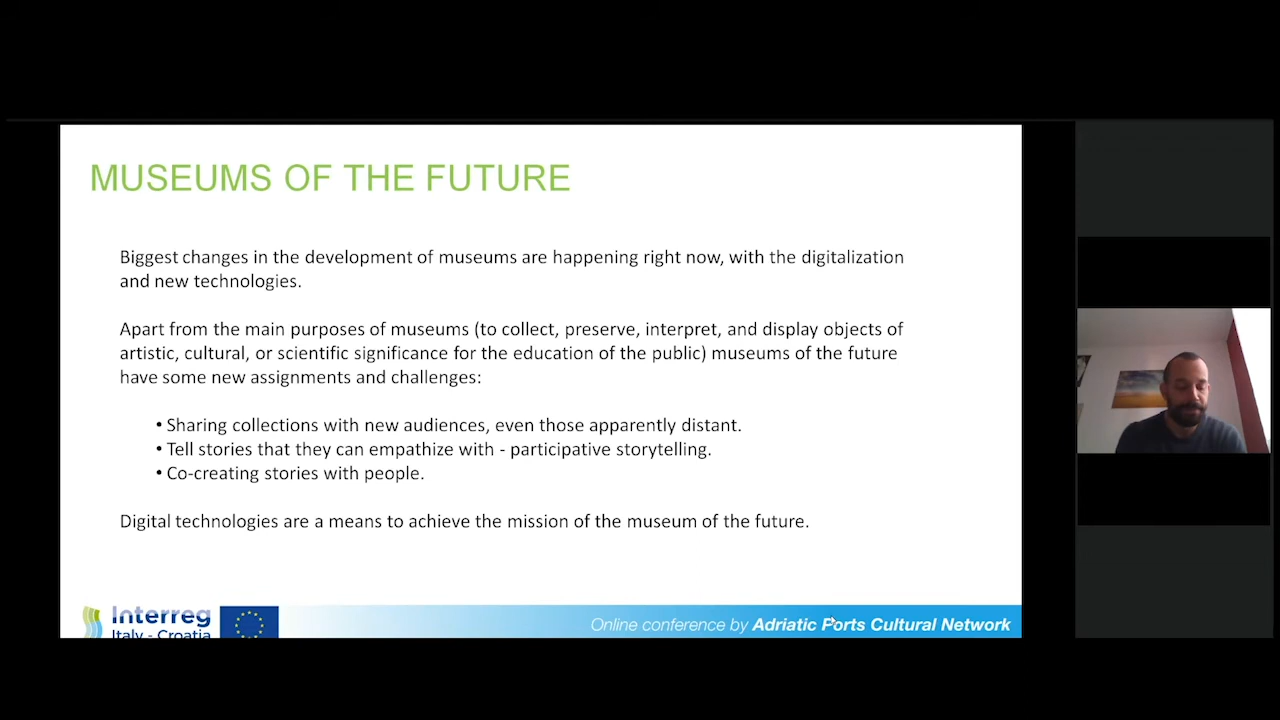 MUSEUMS OF THE FUTURE
Biggest changes in the development of museums are happening right now, with the digitalization
and new technologies.
Apart from the main purposes of museums (to collect, preserve, interpret, and display objects of
artistic, cultural, or scientific significance for the education of the public) museums of the future
have some new assignments and challenges:
• Sharing collections with new audiences, even those apparently distant.
• Tell stories that they can empathize with - participative storytelling.
• Co-creating stories with people.
Digital technologies are a means to achieve the mission of the museum of the future.
Interreg
Italy - Croatia
Online conference by Adriatic Ports Cultural Network